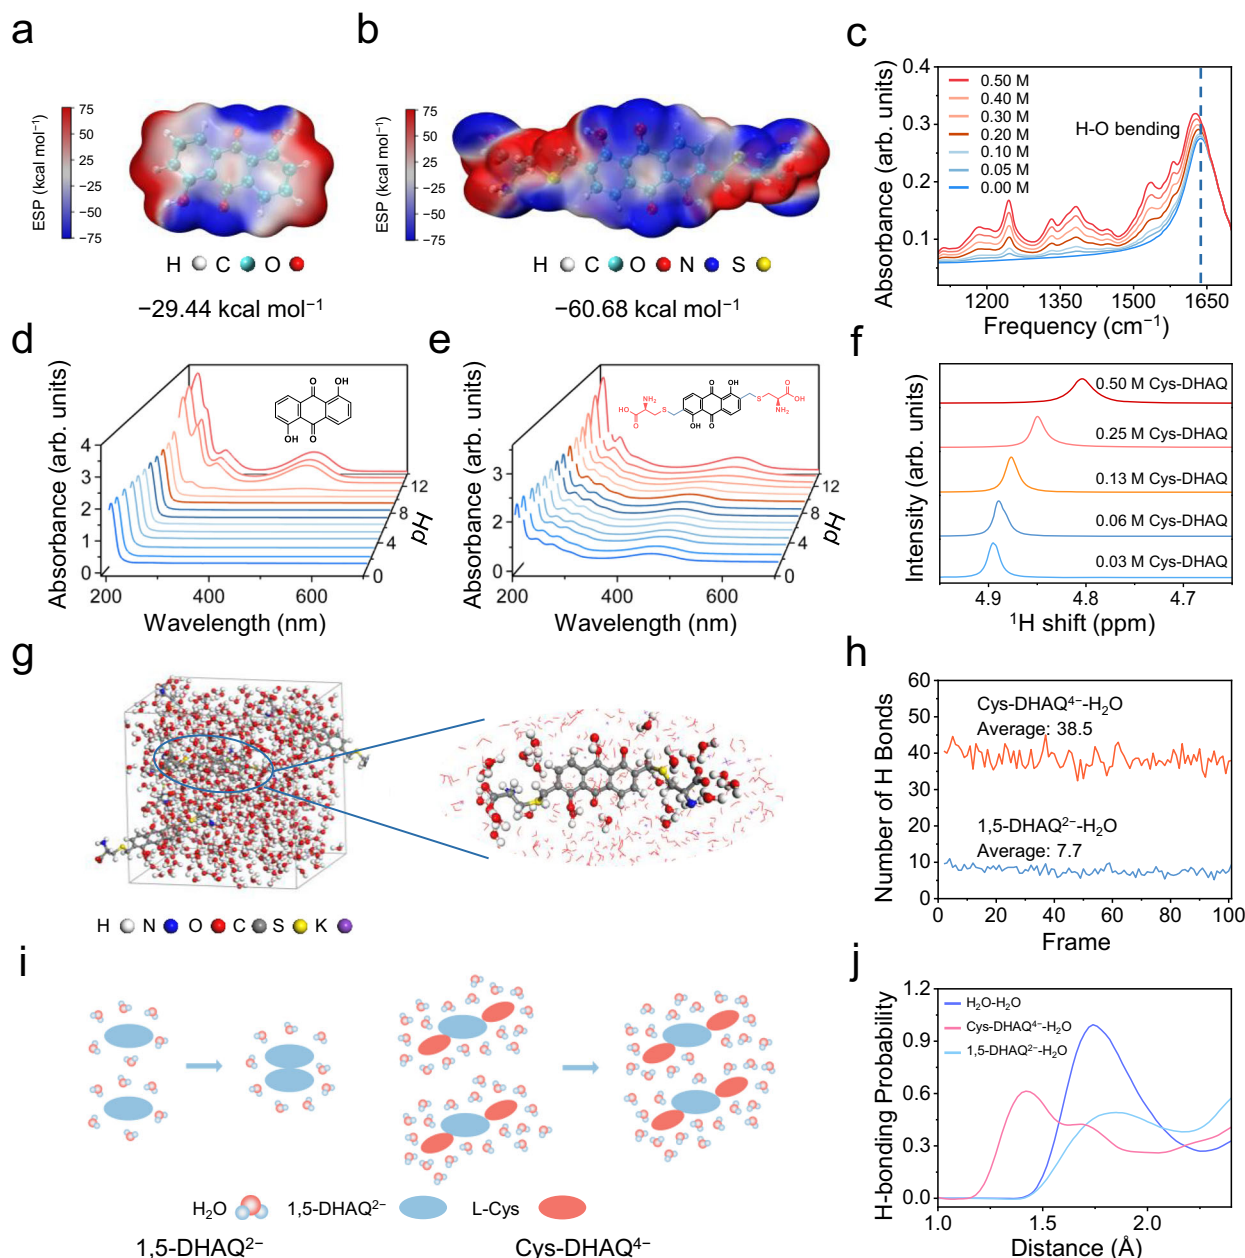 a
ESP (kcal mol⁻¹)
75
50
25
0
−25
−50
−75
H C O
−29.44 kcal mol⁻¹
b
ESP (kcal mol⁻¹)
75
50
25
0
−25
−50
−75
H C O N S
−60.68 kcal mol⁻¹
c
Absorbance (arb. units)
0.4
0.3
0.2
0.1
0.50 M
0.40 M
0.30 M
0.20 M
0.10 M
0.05 M
0.00 M
H-O bending
1200 1350 1500 1650
Frequency (cm⁻¹)
d
Absorbance (arb. units)
4
3
2
1
0
O OH
OH O
12
8
4
0
pH
200 400 600
Wavelength (nm)
e
Absorbance (arb. units)
3
2
0
O OH
NH₂
HO
O
S
OH O
S
O
OH
NH₂
12
8
4
0
pH
200 400 600
Wavelength (nm)
f
Intensity (arb. units)
0.50 M Cys-DHAQ
0.25 M Cys-DHAQ
0.13 M Cys-DHAQ
0.06 M Cys-DHAQ
0.03 M Cys-DHAQ
4.9 4.8 4.7
¹H shift (ppm)
g
H N O C S K
h
Number of H Bonds
60
50
40
30
20
10
0
Cys-DHAQ⁴⁻-H₂O
Average: 38.5
1,5-DHAQ²⁻-H₂O
Average: 7.7
0 20 40 60 80 100
Frame
i
H₂O 1,5-DHAQ²⁻ L-Cys
1,5-DHAQ²⁻ Cys-DHAQ⁴⁻
j
H-bonding Probability
1.2
0.9
0.6
0.3
0.0
H₂O-H₂O
Cys-DHAQ⁴⁻-H₂O
1,5-DHAQ²⁻-H₂O
1.0 1.5 2.0
Distance (Å)